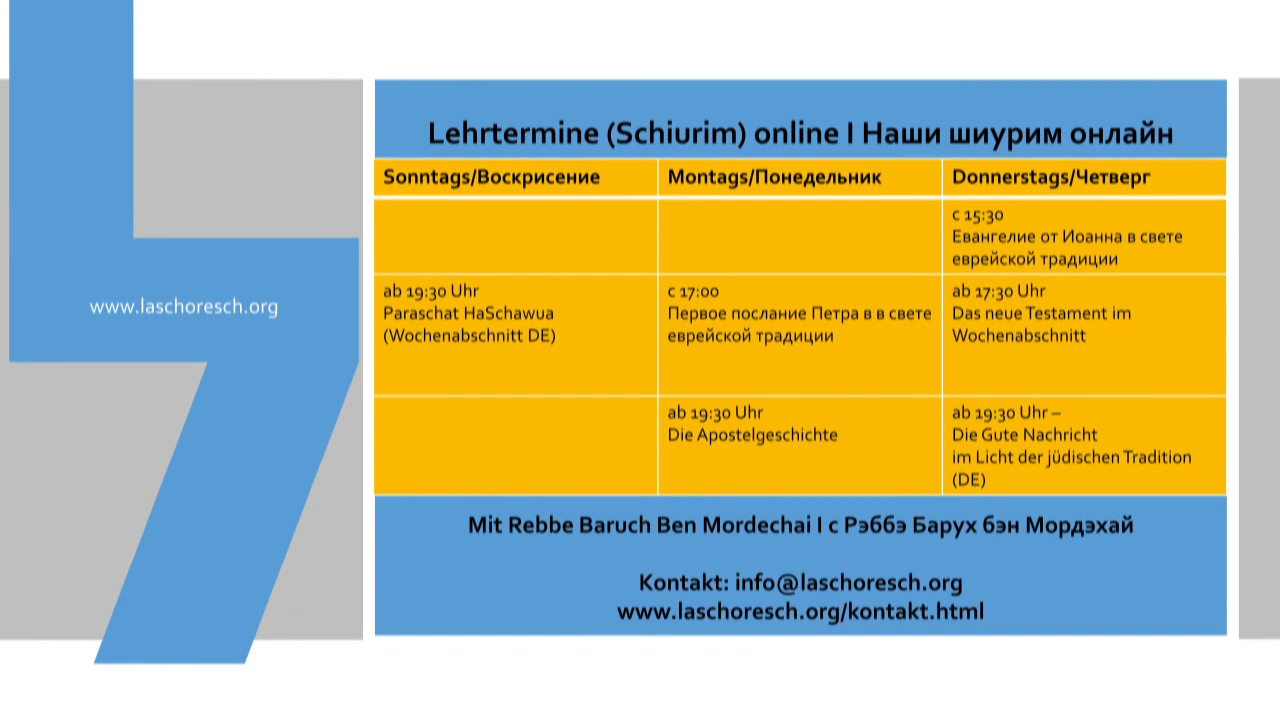 www.laschoresch.org
Lehrtermine (Schiurim) online I Наши шиурим онлайн
Sonntags/Воскрисение
Montags/Понедельник
Donnerstags/Четверг
с 15:30
Евангелие от Иоанна в свете
еврейской традиции
ab 19:30 Uhr
Paraschat HaSchawua
(Wochenabschnitt DE)
с 17:00
Первое послание Петра в в свете
еврейской традиции
ab 17:30 Uhr
Das neue Testament im
Wochenabschnitt
ab 19:30 Uhr
Die Apostelgeschichte
ab 19:30 Uhr –
Die Gute Nachricht
im Licht der jüdischen Tradition
(DE)
Mit Rebbe Baruch Ben Mordechai I с Рэббэ Барух бэн Мордэхай
Kontakt: info@laschoresch.org
www.laschoresch.org/kontakt.html